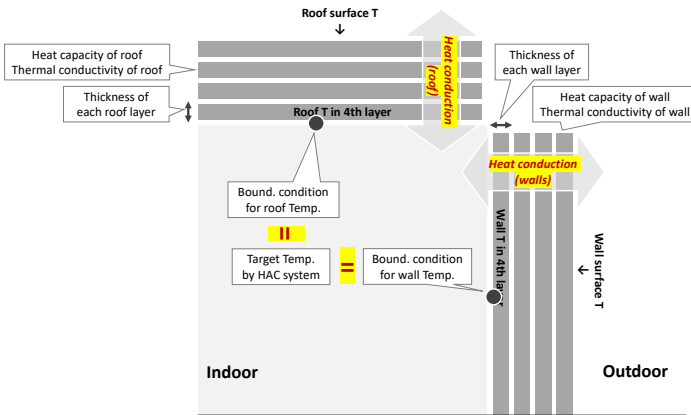 Roof surface T
↓
Heat capacity of roof
Thermal conductivity of roof
Thickness of
each roof layer
Roof T in 4th layer
Heat conduction
(roof)
Thickness of
each wall layer
Heat capacity of wall
Thermal conductivity of wall
Heat conduction
(walls)
Bound. condition
for roof Temp.
=
Target Temp.
by HAC system
=
Bound. condition
for wall Temp.
Wall T in 4th layer
Wall surface T
↓
Indoor
Outdoor